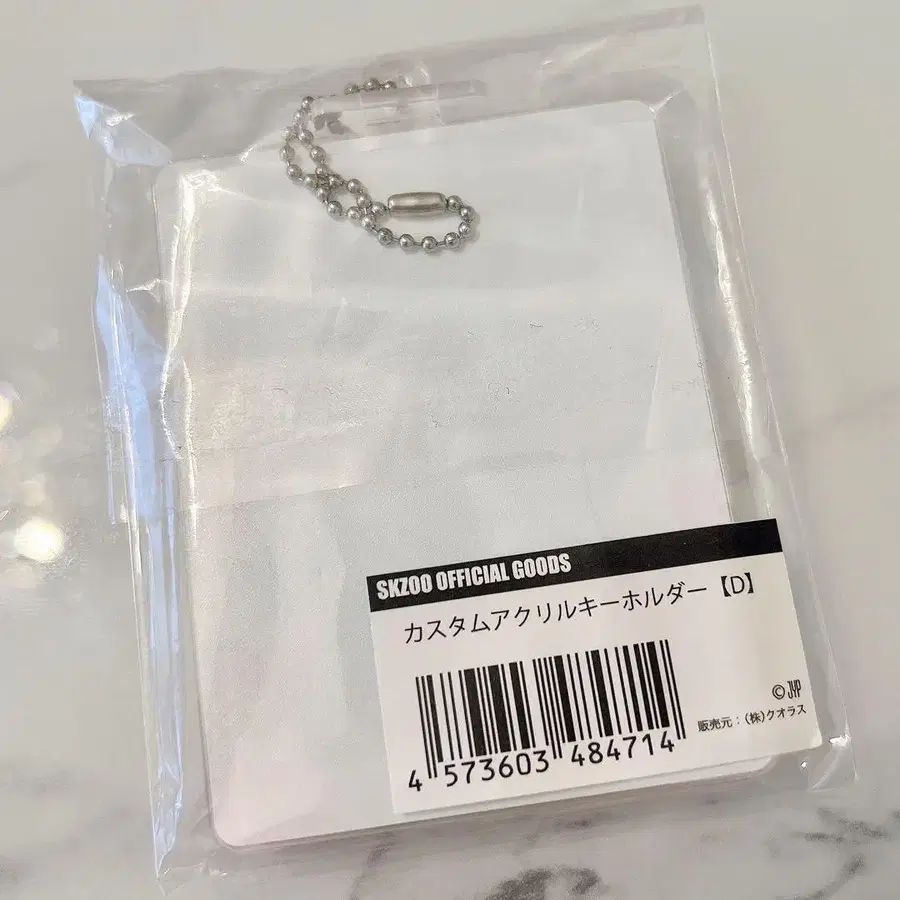 SKZOO OFFICIAL GOODS
カスタムアクリルキーホルダー【D】
© JYP
販売元：(株)クオラス
4 573603 484714